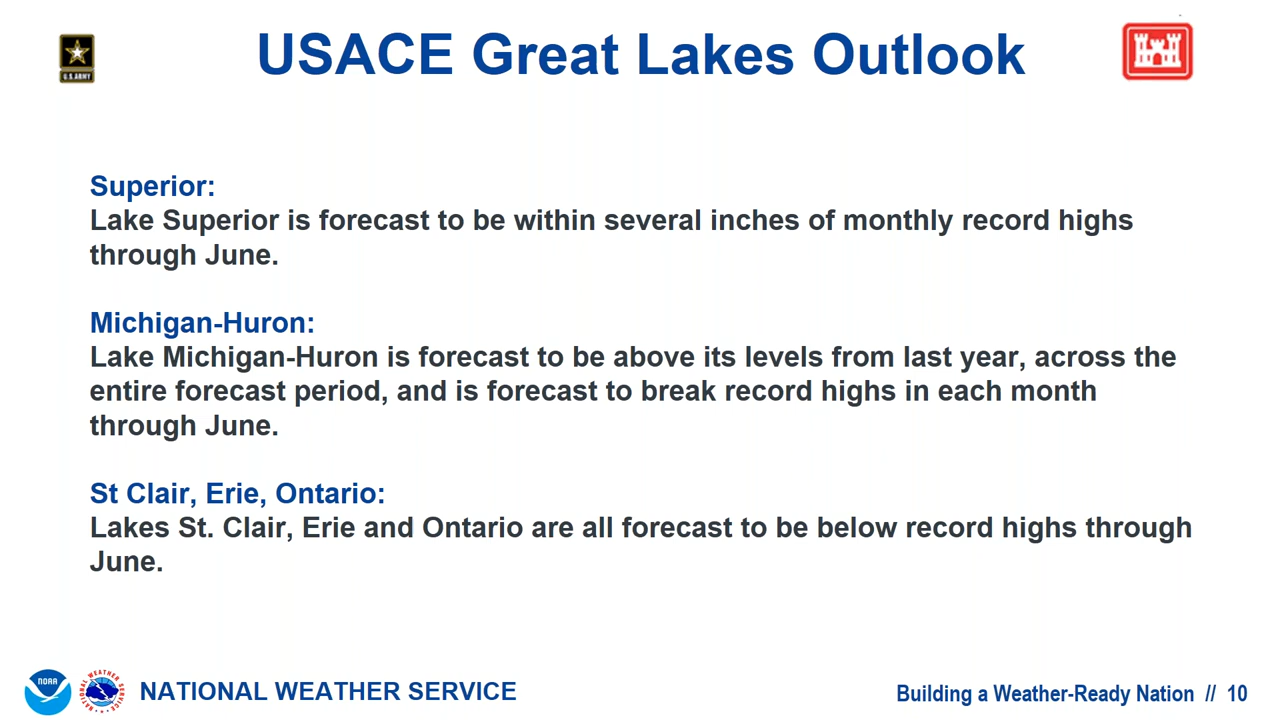 USACE Great Lakes Outlook
U.S.ARMY
Superior:
Lake Superior is forecast to be within several inches of monthly record highs
through June.
Michigan-Huron:
Lake Michigan-Huron is forecast to be above its levels from last year, across the
entire forecast period, and is forecast to break record highs in each month
through June.
St Clair, Erie, Ontario:
Lakes St. Clair, Erie and Ontario are all forecast to be below record highs through
June.
NOAA
NATIONAL WEATHER SERVICE
NATIONAL WEATHER SERVICE
Building a Weather-Ready Nation // 10